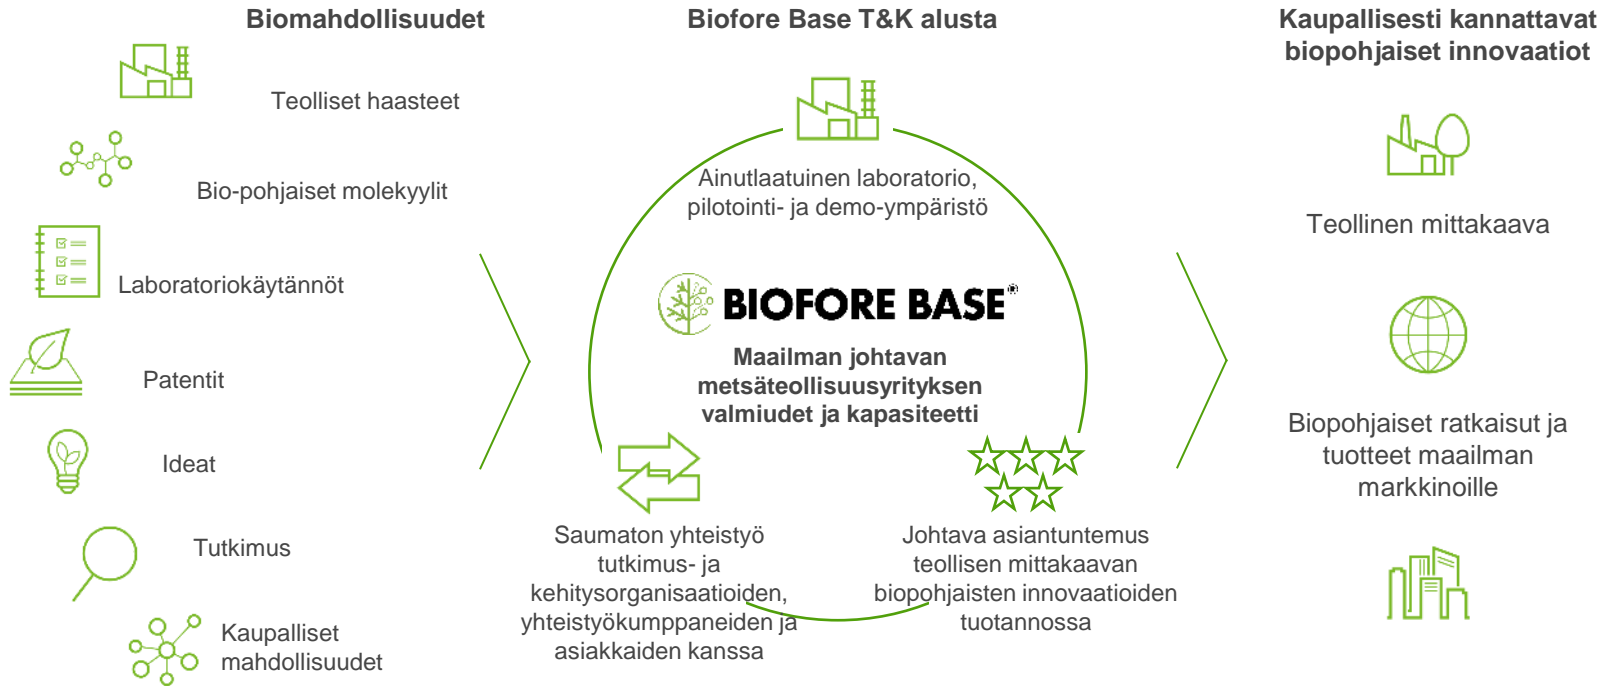 Biomahdollisuudet
Teolliset haasteet
Bio-pohjaiset molekyylit
Laboratoriokäytännöt
Patentit
Ideat
Tutkimus
Kaupalliset
mahdollisuudet
Biofore Base T&K alusta
Ainutlaatuinen laboratorio,
pilotointi- ja demo-ympäristö
BIOFORE BASE®
Maailman johtavan
metsäteollisuusyrityksen
valmiudet ja kapasiteetti
Saumaton yhteistyö
tutkimus- ja
kehitysorganisaatioiden,
yhteistyökumppaneiden ja
asiakkaiden kanssa
Johtava asiantuntemus
teollisen mittakaavan
biopohjaisten innovaatioiden
tuotannossa
Kaupallisesti kannattavat
biopohjaiset innovaatiot
Teollinen mittakaava
Biopohjaiset ratkaisut ja
tuotteet maailman
markkinoille